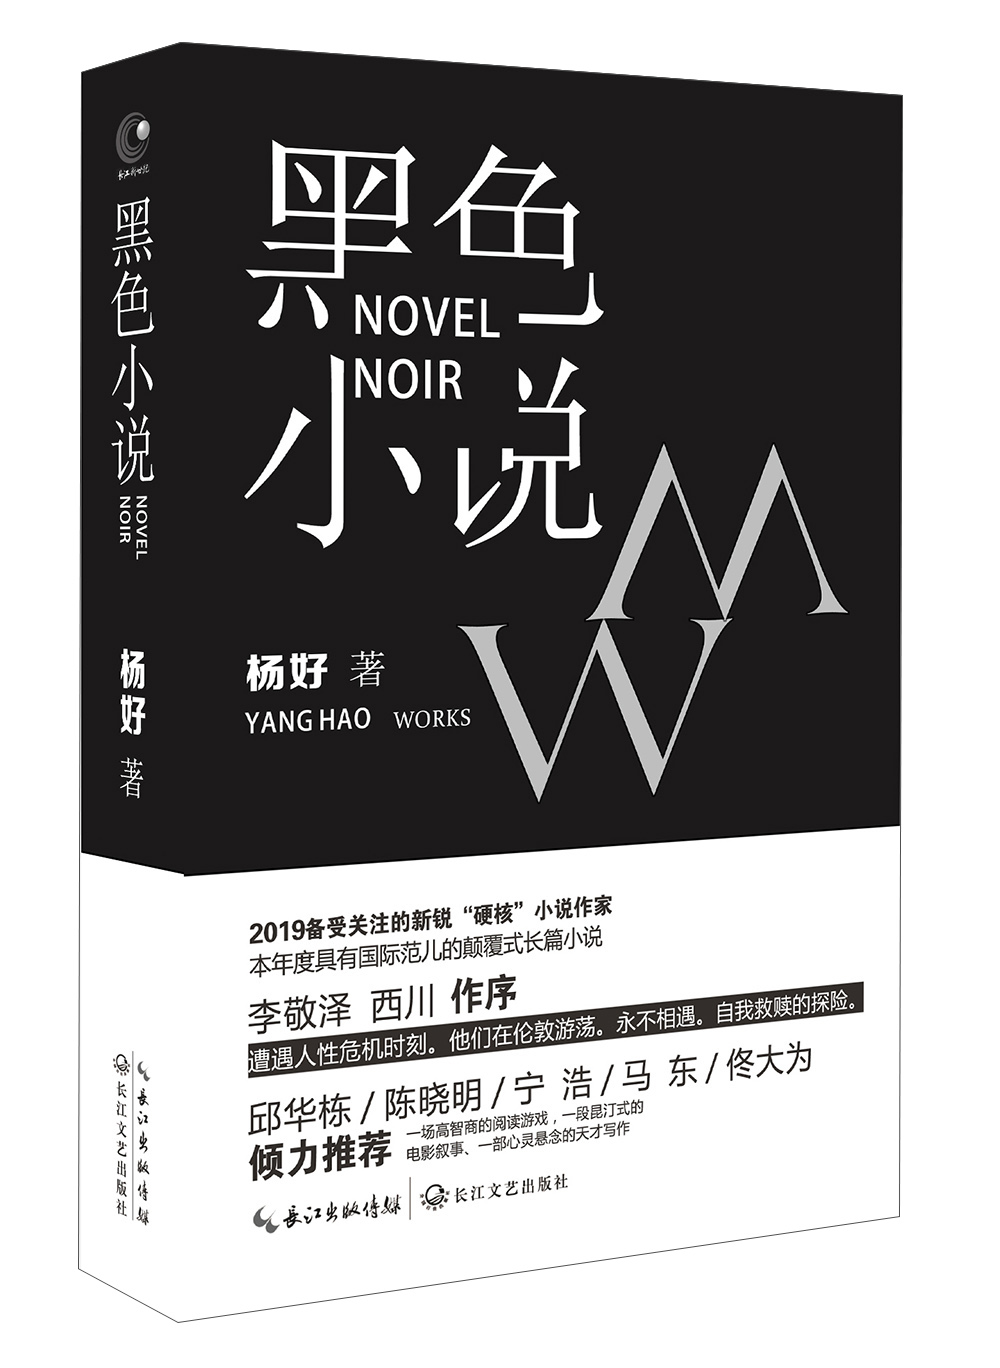 长江新世纪
黑色小说
NOVEL
NOIR
杨好 著
长江文艺出版社
长江出版传媒
黑色
NOVEL
NOIR
小说
M
W
杨好 著
YANG HAO WORKS
2019备受关注的新锐“硬核”小说作家
本年度具有国际范儿的颠覆式长篇小说
李敬泽 西川 作序
遭遇人性危机时刻。他们在伦敦游荡。永不相遇。自我救赎的探险。
邱华栋/陈晓明/宁 浩/马 东/佟大为
倾力推荐
一场高智商的阅读游戏，一段昆汀式的
电影叙事、一部心灵悬念的天才写作
长江出版传媒
长江文艺出版社